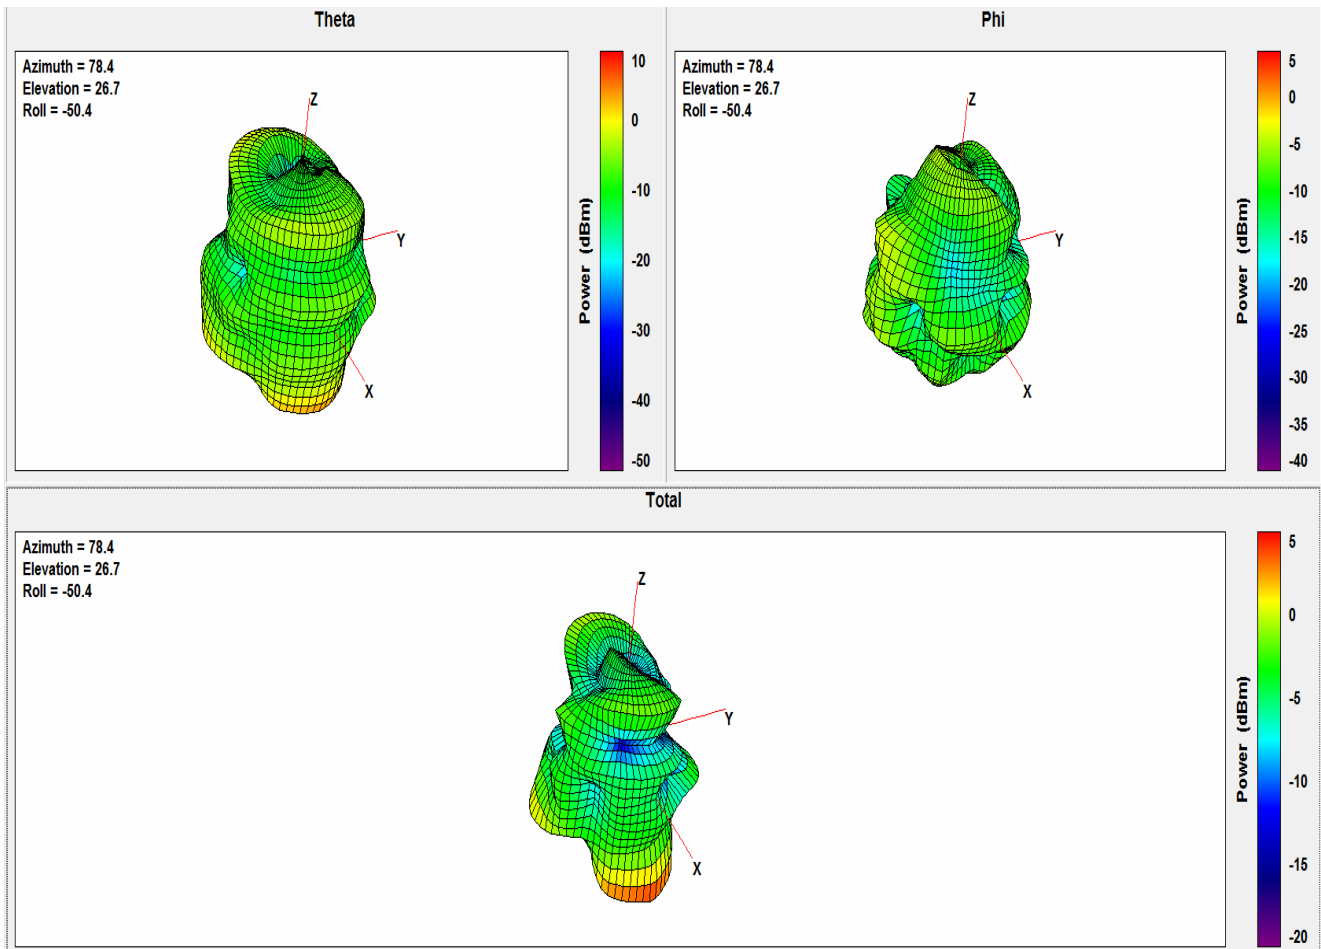 Theta
Azimuth = 78.4
Elevation = 26.7
Roll = -50.4
Z
Y
X
10
0
-10
-20
-30
-40
-50
Power (dBm)
Phi
Azimuth = 78.4
Elevation = 26.7
Roll = -50.4
Z
Y
X
5
0
-5
-10
-15
-20
-25
-30
-35
-40
Power (dBm)
Total
Azimuth = 78.4
Elevation = 26.7
Roll = -50.4
Z
Y
X
5
0
-5
-10
-15
-20
Power (dBm)